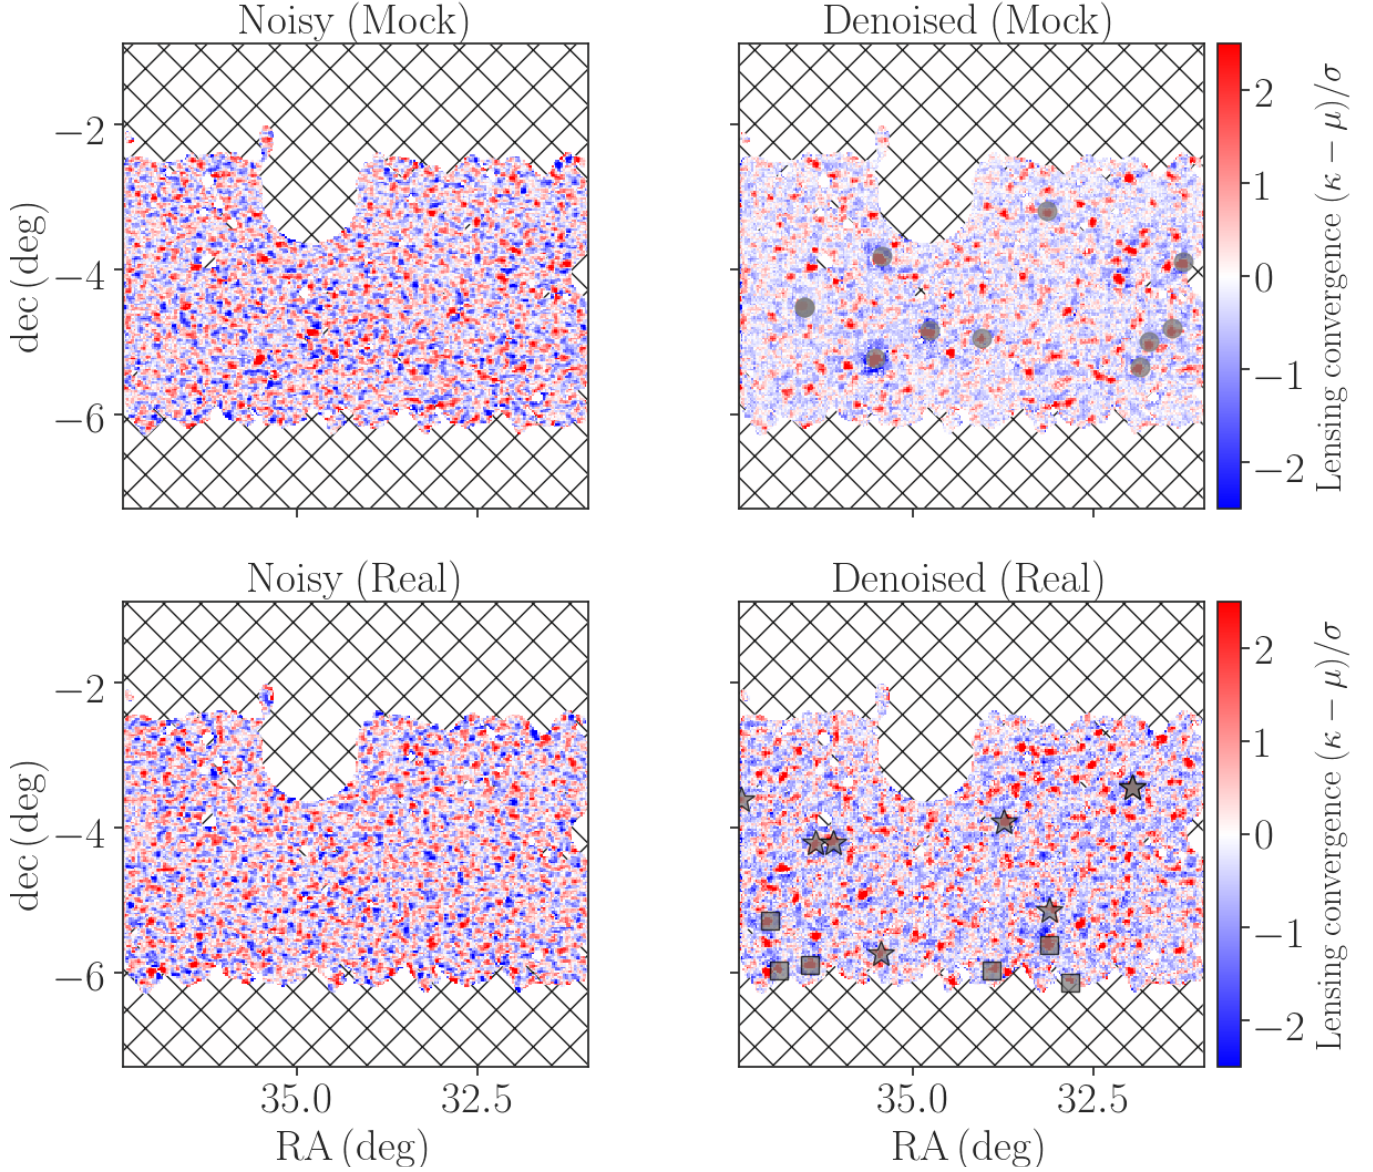 Noisy (Mock)
Denoised (Mock)
−2
−4
−6
dec (deg)
2
1
0
−1
−2
Lensing convergence (κ − μ)/σ
Noisy (Real)
Denoised (Real)
−2
−4
−6
dec (deg)
2
1
0
−1
−2
Lensing convergence (κ − μ)/σ
35.0
32.5
35.0
32.5
RA (deg)
RA (deg)